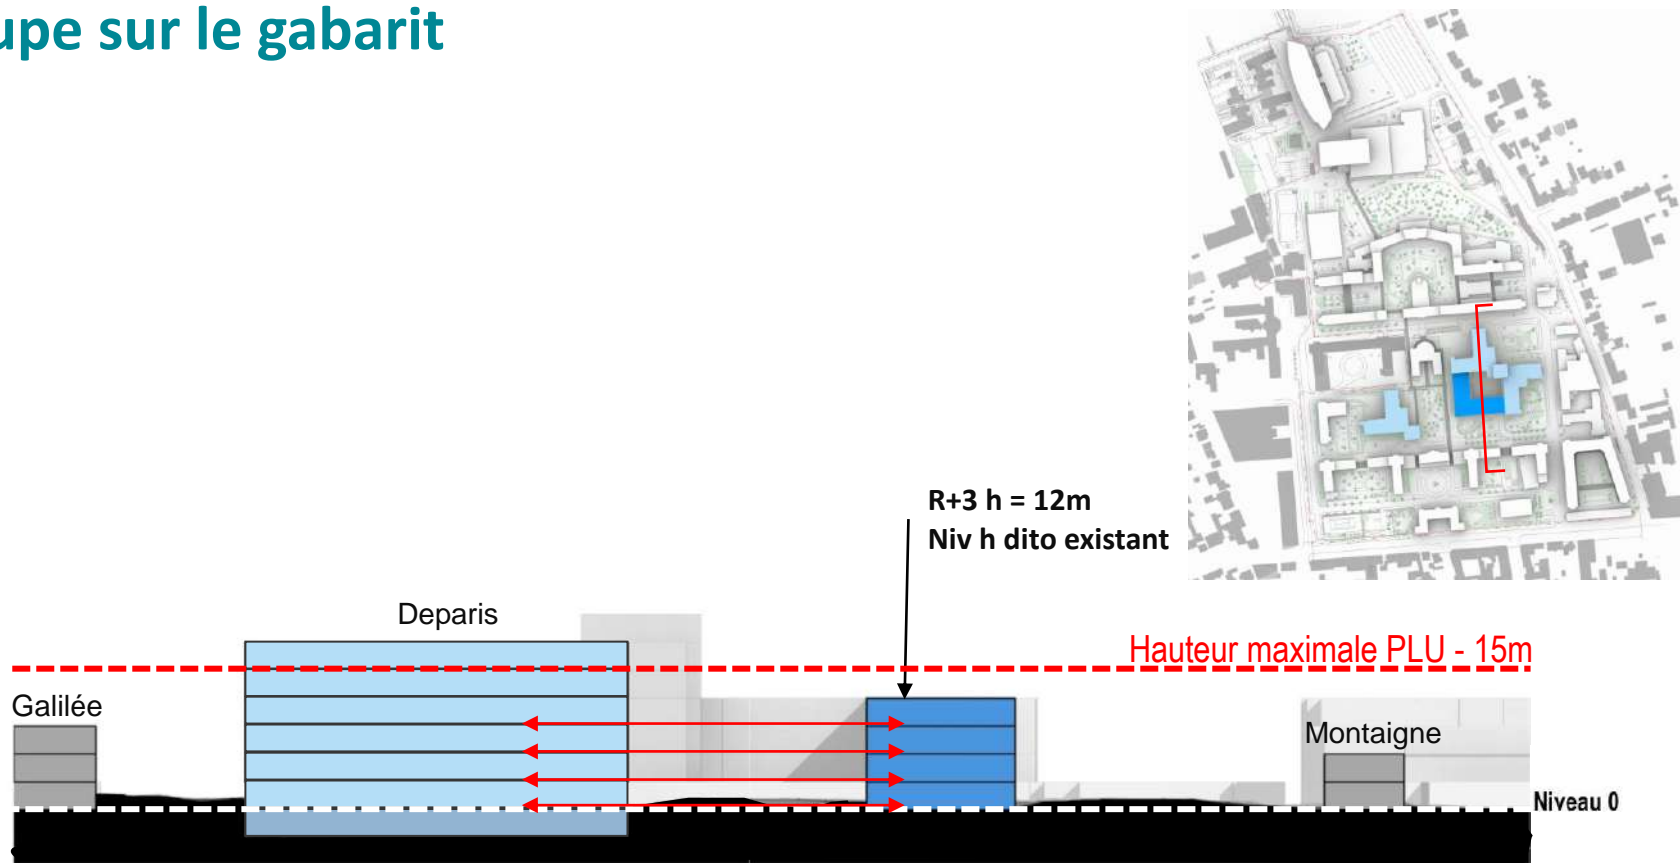 upe sur le gabarit
R+3 h = 12m
Niv h dito existant
Deparis
Hauteur maximale PLU - 15m
Galilée
Montaigne
Niveau 0